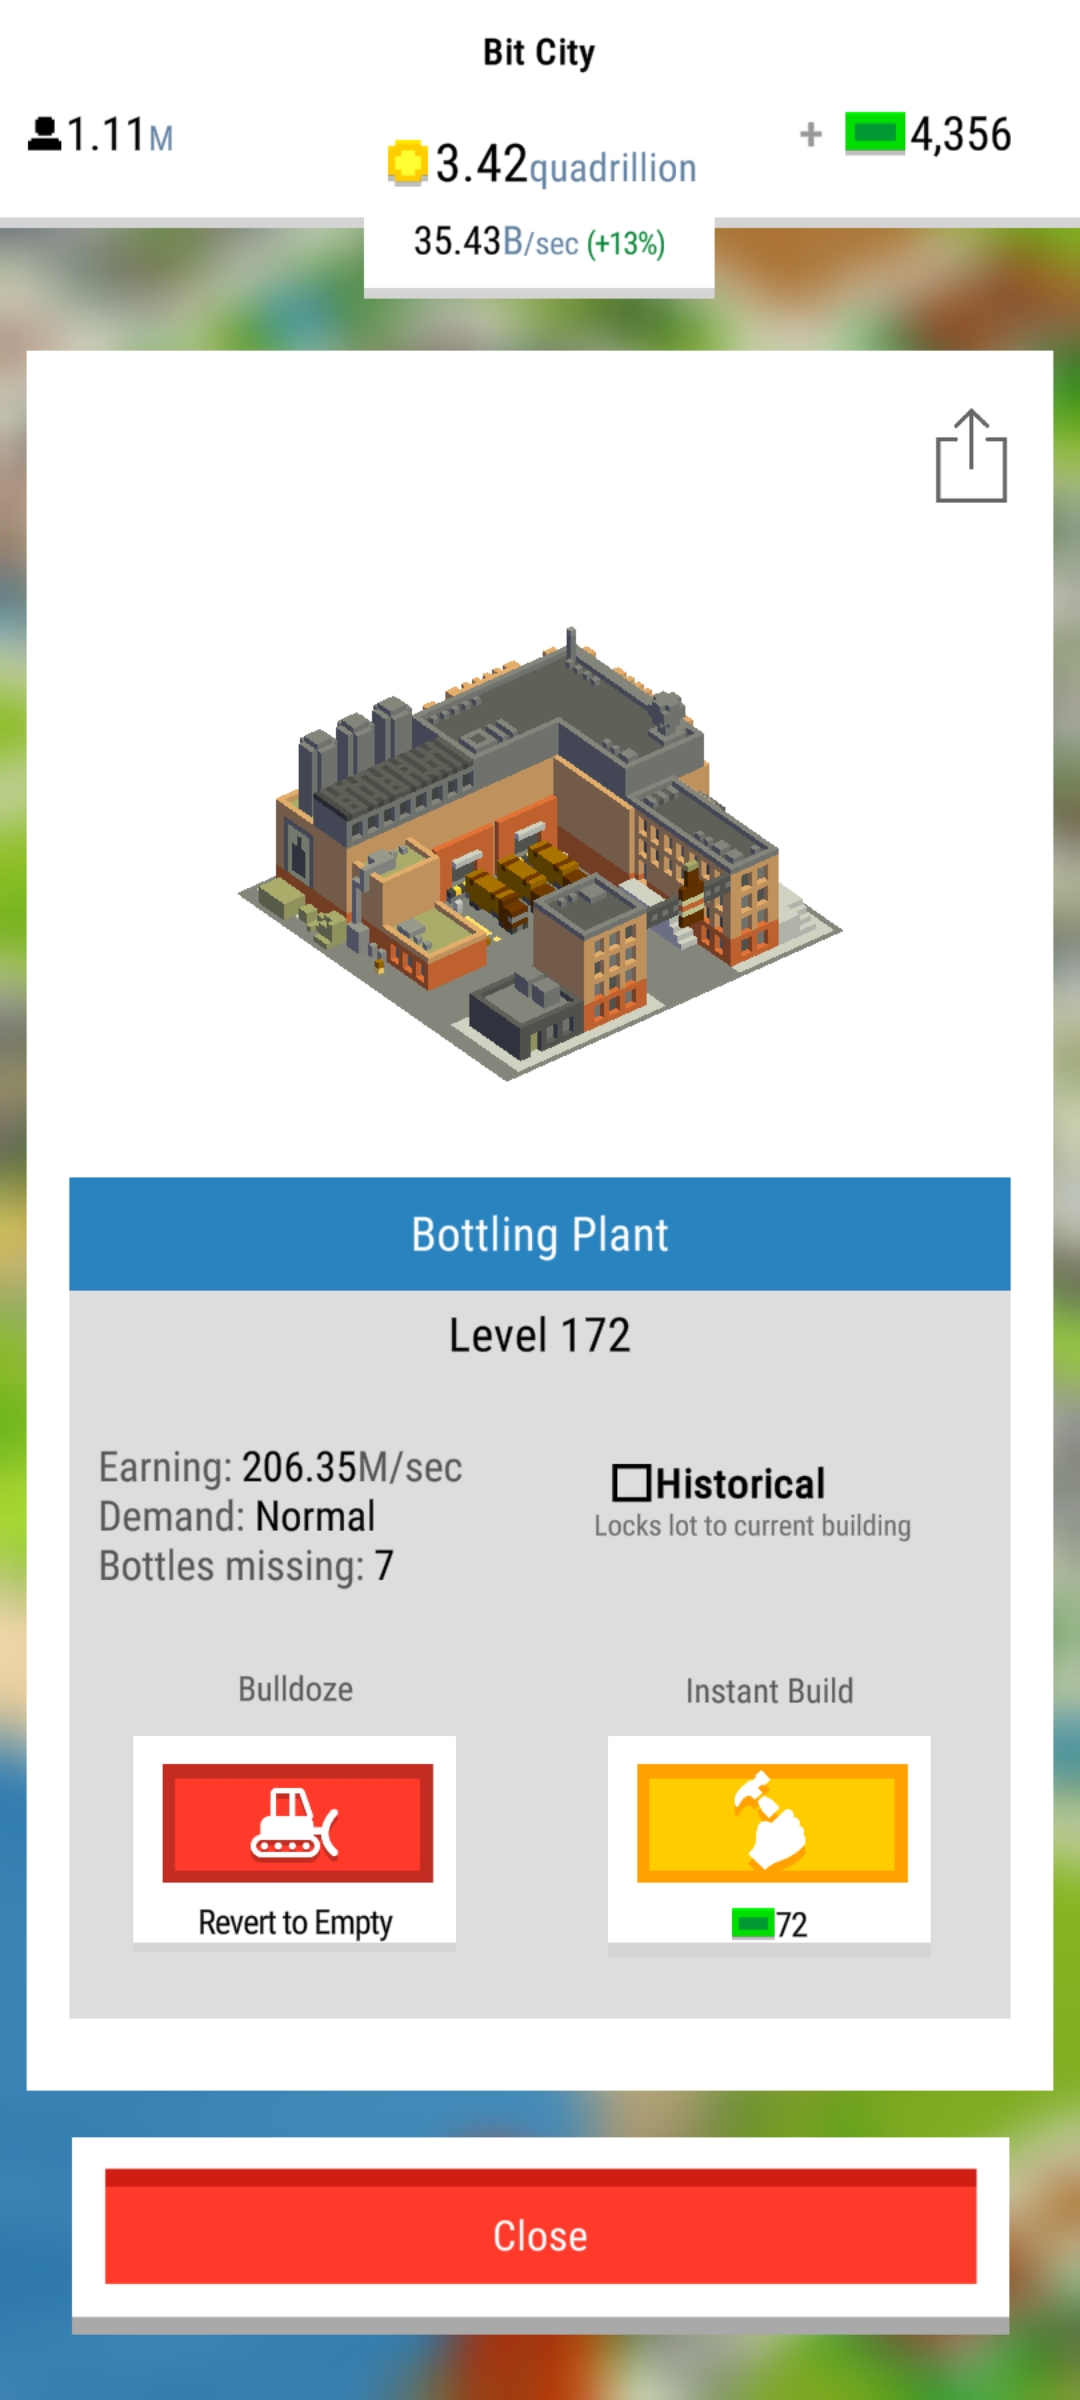 Bit City
1.11M
3.42quadrillion
+ 4,356
35.43B/sec (+13%)
Bottling Plant
Level 172
Earning: 206.35M/sec
Demand: Normal
Bottles missing: 7
Historical
Locks lot to current building
Bulldoze
Instant Build
Revert to Empty
72
Close